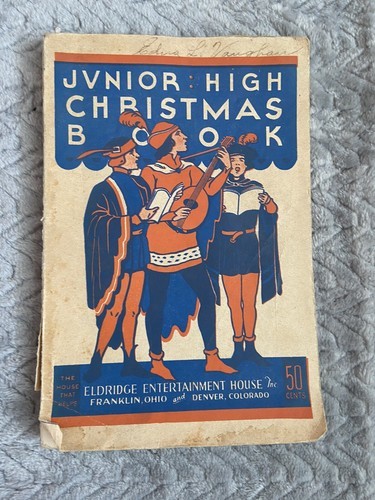 JVNIOR HIGH
CHRISTMAS
BOOK
THE
HOUSE
THAT
HELPS
ELDRIDGE ENTERTAINMENT HOUSE Inc
FRANKLIN, OHIO and DENVER, COLORADO
50
CENTS